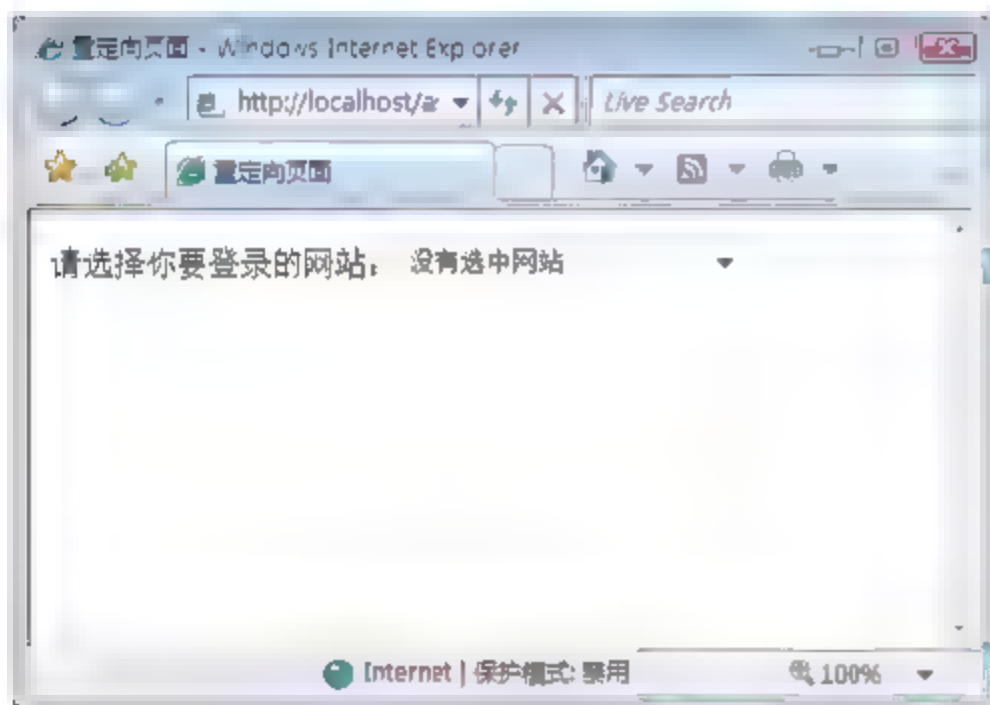 重定向页面 - Windows Internet Explorer
http://localhost/a
Live Search
重定向页面
请选择你要登录的网站: 没有选中网站
Internet | 保护模式: 禁用
100%